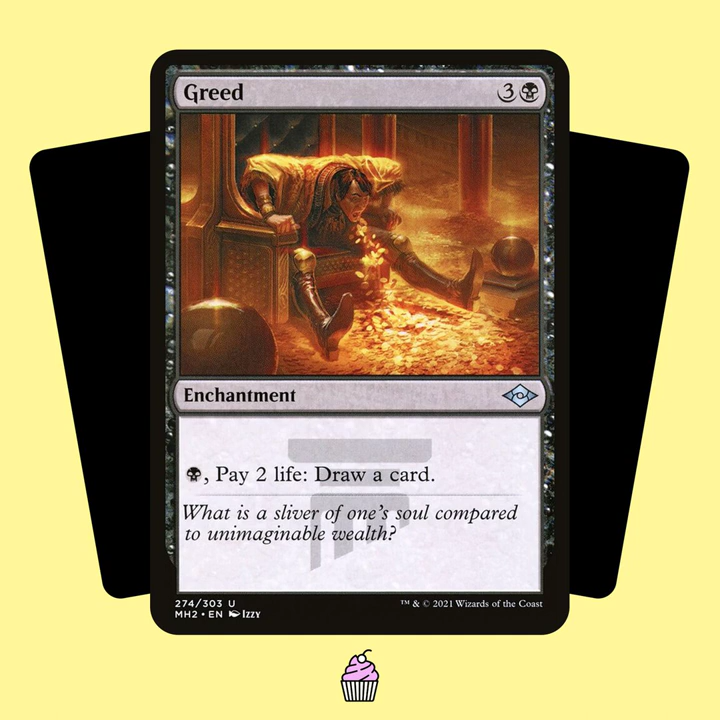 Greed 3
Enchantment
, Pay 2 life: Draw a card.
What is a sliver of one's soul compared
to unimaginable wealth?
274/303 U
MH2 • EN Izzy
™ & © 2021 Wizards of the Coast